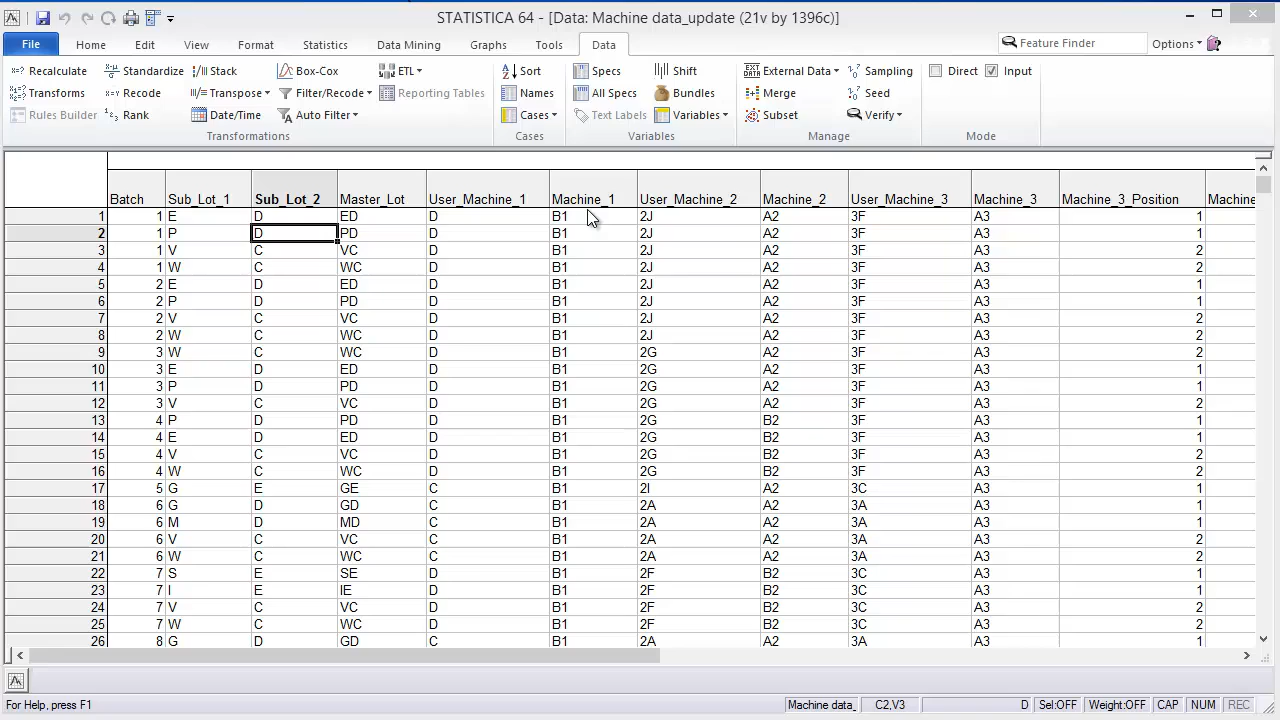 STATISTICA 64 - [Data: Machine data_update (21v by 1396c)]
File Home Edit View Format Statistics Data Mining Graphs Tools Data Feature Finder Options
Recalculate Standardize Stack Box-Cox ETL Sort Specs Shift External Data Sampling Direct Input
Transforms Recode Transpose Filter/Recode Reporting Tables Names All Specs Bundles Merge Seed
Rules Builder Rank Date/Time Auto Filter Cases Text Labels Variables Subset Verify
Transformations Cases Variables Manage Mode
Batch Sub_Lot_1 Sub_Lot_2 Master_Lot User_Machine_1 Machine_1 User_Machine_2 Machine_2 User_Machine_3 Machine_3 Machine_3_Position Machine
1 1 E D ED D B1 2J A2 3F A3 1
2 1 P D PD D B1 2J A2 3F A3 1
3 1 V C VC D B1 2J A2 3F A3 2
4 1 W C WC D B1 2J A2 3F A3 2
5 2 E D ED D B1 2J A2 3F A3 1
6 2 P D PD D B1 2J A2 3F A3 1
7 2 V C VC D B1 2J A2 3F A3 2
8 2 W C WC D B1 2J A2 3F A3 2
9 3 W C WC D B1 2G A2 3F A3 2
10 3 E D ED D B1 2G A2 3F A3 1
11 3 P D PD D B1 2G A2 3F A3 1
12 3 V C VC D B1 2G A2 3F A3 2
13 4 P D PD D B1 2G B2 3F A3 1
14 4 E D ED D B1 2G B2 3F A3 1
15 4 V C VC D B1 2G B2 3F A3 2
16 4 W C WC D B1 2G B2 3F A3 2
17 5 G E GE C B1 2I A2 3C A3 1
18 6 G D GD C B1 2A A2 3A A3 1
19 6 M D MD C B1 2A A2 3A A3 1
20 6 V C VC C B1 2A A2 3A A3 2
21 6 W C WC C B1 2A A2 3A A3 2
22 7 S E SE D B1 2F B2 3C A3 1
23 7 I E IE D B1 2F B2 3C A3 1
24 7 V C VC D B1 2F B2 3C A3 2
25 7 W C WC D B1 2F B2 3C A3 2
26 8 G D GD C B1 2A A2 3A A3 1
For Help, press F1 Machine data_ C2,V3 D Sel:OFF Weight:OFF CAP NUM REC